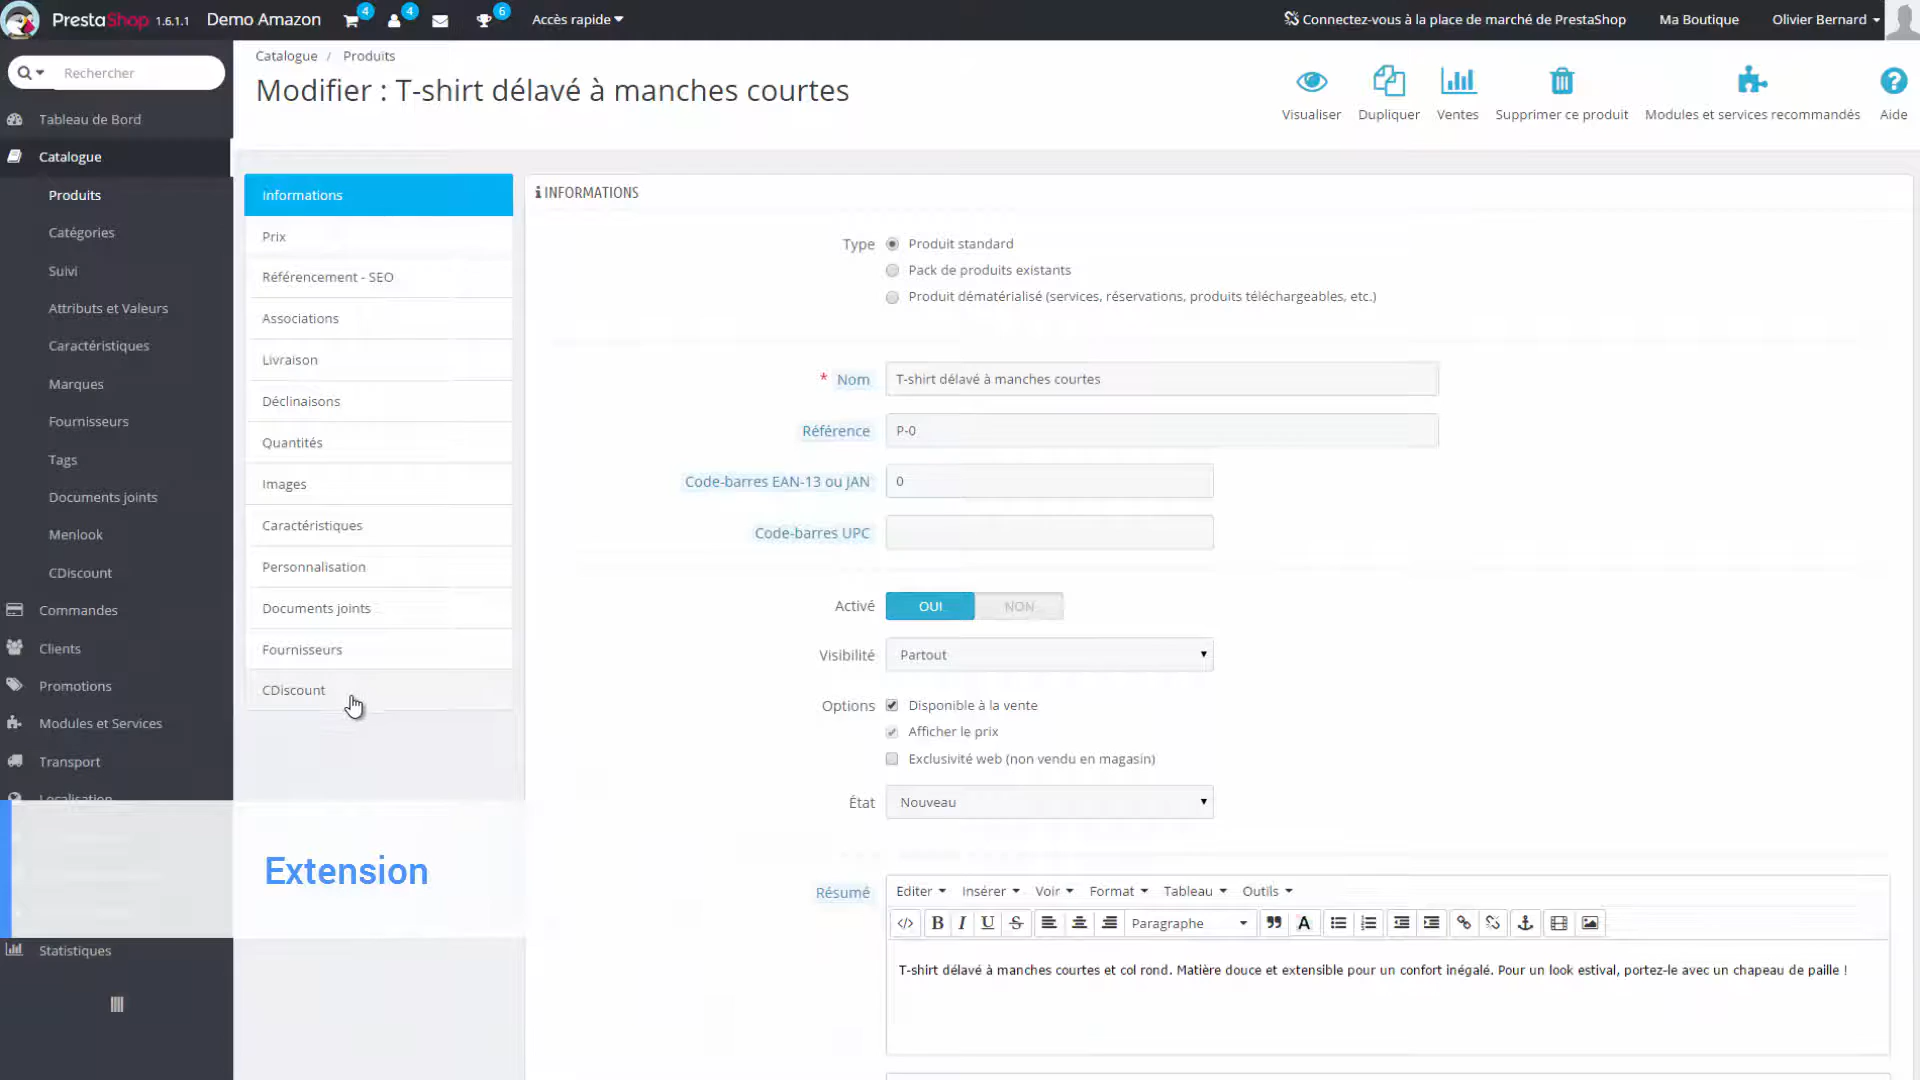 PrestaShop 1.6.1.1 Demo Amazon 4 4 6 Accès rapide
Connectez-vous à la place de marché de PrestaShop Ma Boutique Olivier Bernard
Rechercher
Tableau de Bord
Catalogue
Produits
Catégories
Suivi
Attributs et Valeurs
Caractéristiques
Marques
Fournisseurs
Tags
Documents joints
Menlook
CDiscount
Commandes
Clients
Promotions
Modules et Services
Transport
Localisation
Statistiques
Catalogue / Produits
Modifier : T-shirt délavé à manches courtes
Visualiser Dupliquer Ventes Supprimer ce produit Modules et services recommandés Aide
Informations
Prix
Référencement - SEO
Associations
Livraison
Déclinaisons
Quantités
Images
Caractéristiques
Personnalisation
Documents joints
Fournisseurs
CDiscount
Extension
INFORMATIONS
Type Produit standard
Pack de produits existants
Produit dématérialisé (services, réservations, produits téléchargeables, etc.)
* Nom T-shirt délavé à manches courtes
Référence P-0
Code-barres EAN-13 ou JAN 0
Code-barres UPC
Activé OUI NON
Visibilité Partout
Options Disponible à la vente
Afficher le prix
Exclusivité web (non vendu en magasin)
État Nouveau
Résumé Editer Insérer Voir Format Tableau Outils
B I U S Paragraphe A
T-shirt délavé à manches courtes et col rond. Matière douce et extensible pour un confort inégalé. Pour un look estival, portez-le avec un chapeau de paille !